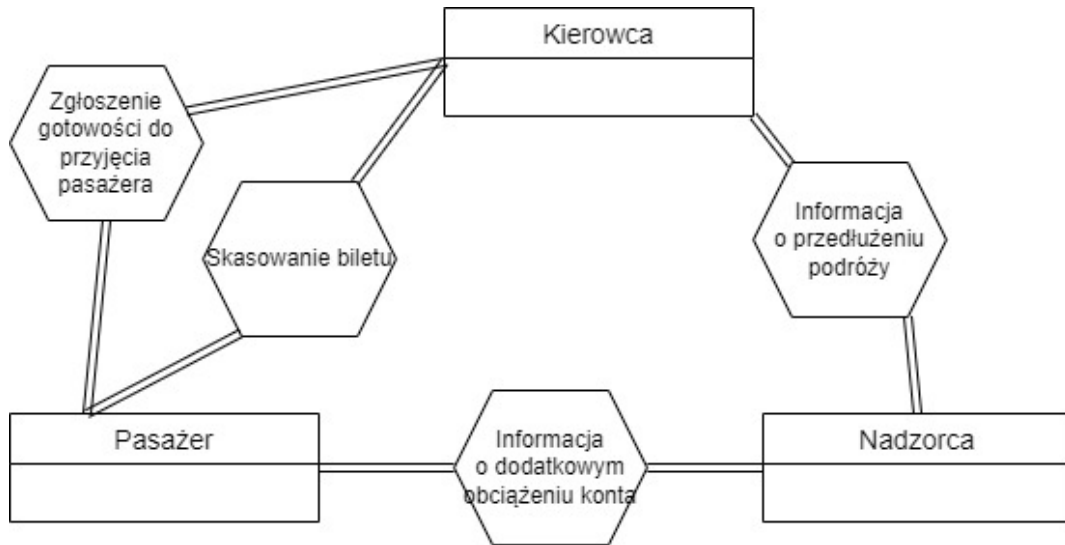 Kierowca
Zgłoszenie
gotowości do
przyjęcia
pasażera
Skasowanie biletu
Informacja
o przedłużeniu
podróży
Pasażer
Informacja
o dodatkowym
obciążeniu konta
Nadzorca